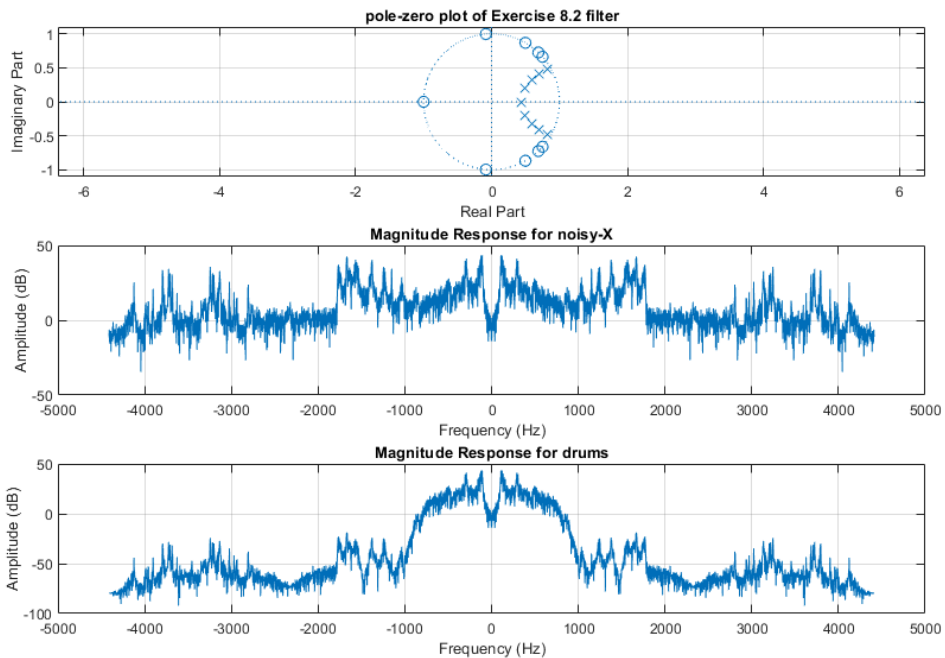 pole-zero plot of Exercise 8.2 filter
1
0.5
0
-0.5
-1
Imaginary Part
-6 -4 -2 0 2 4 6
Real Part
Magnitude Response for noisy-X
50
0
-50
Amplitude (dB)
-5000 -4000 -3000 -2000 -1000 0 1000 2000 3000 4000 5000
Frequency (Hz)
Magnitude Response for drums
50
0
-50
-100
Amplitude (dB)
-5000 -4000 -3000 -2000 -1000 0 1000 2000 3000 4000 5000
Frequency (Hz)